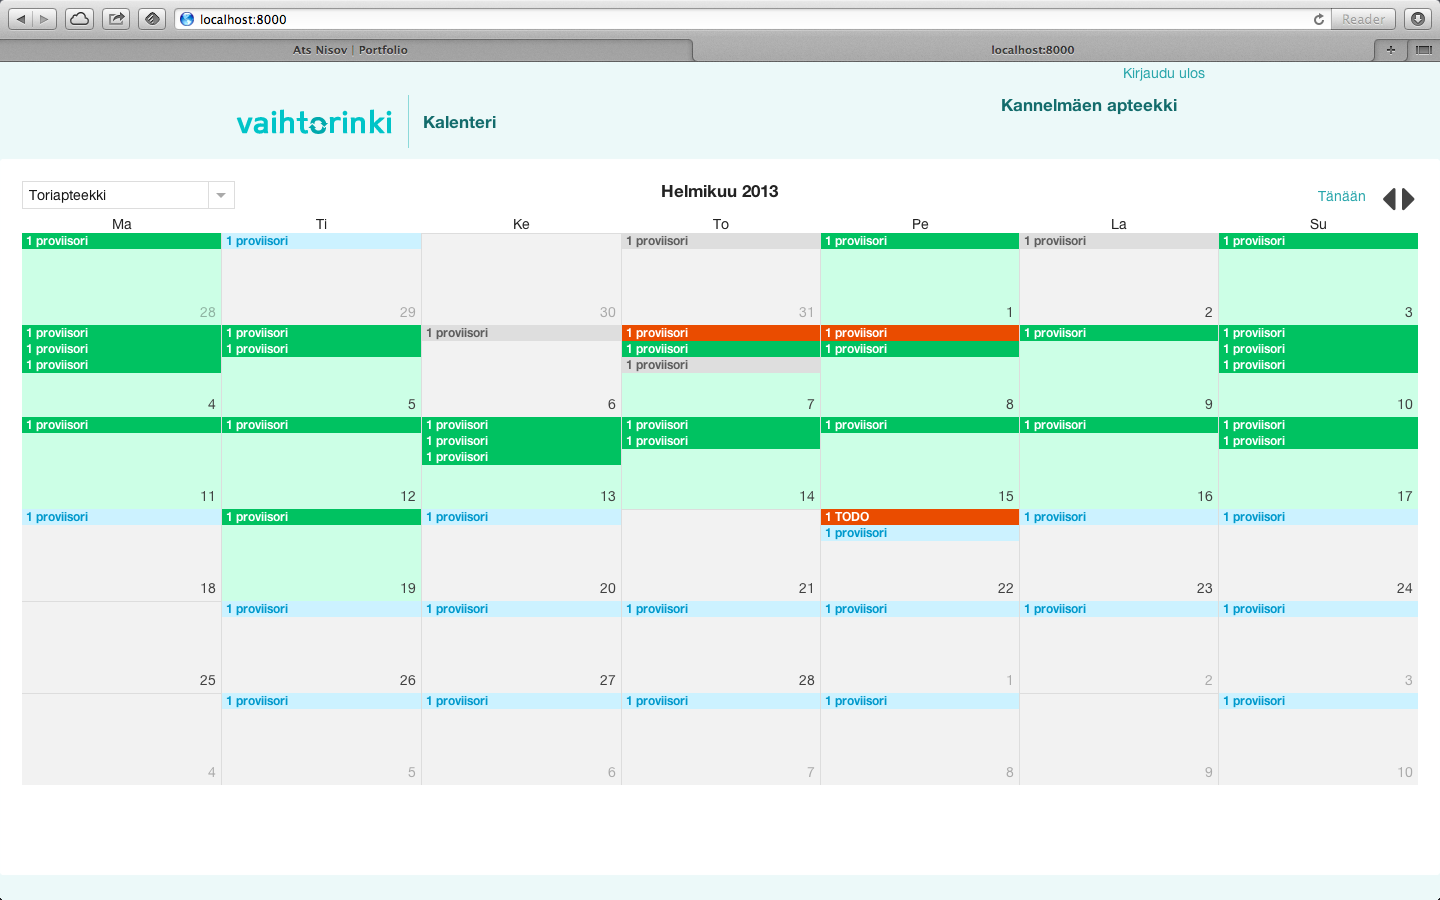 localhost:8000
Reader
Ats Nisov | Portfolio
localhost:8000
Kirjaudu ulos
vaihtorinki
Kalenteri
Kannelmäen apteekki
Toriapteekki
Helmikuu 2013
Tänään
Ma Ti Ke To Pe La Su
1 proviisori 1 proviisori 1 proviisori 1 proviisori 1 proviisori 1 proviisori
28 29 30 31 1 2 3
1 proviisori 1 proviisori 1 proviisori 1 proviisori 1 proviisori 1 proviisori 1 proviisori
1 proviisori 1 proviisori 1 proviisori 1 proviisori 1 proviisori
1 proviisori 1 proviisori 1 proviisori
4 5 6 7 8 9 10
1 proviisori 1 proviisori 1 proviisori 1 proviisori 1 proviisori 1 proviisori 1 proviisori
1 proviisori 1 proviisori 1 proviisori
1 proviisori
11 12 13 14 15 16 17
1 proviisori 1 proviisori 1 proviisori 1 TODO 1 proviisori 1 proviisori
1 proviisori
18 19 20 21 22 23 24
1 proviisori 1 proviisori 1 proviisori 1 proviisori 1 proviisori 1 proviisori
25 26 27 28 1 2 3
1 proviisori 1 proviisori 1 proviisori 1 proviisori 1 proviisori
4 5 6 7 8 9 10